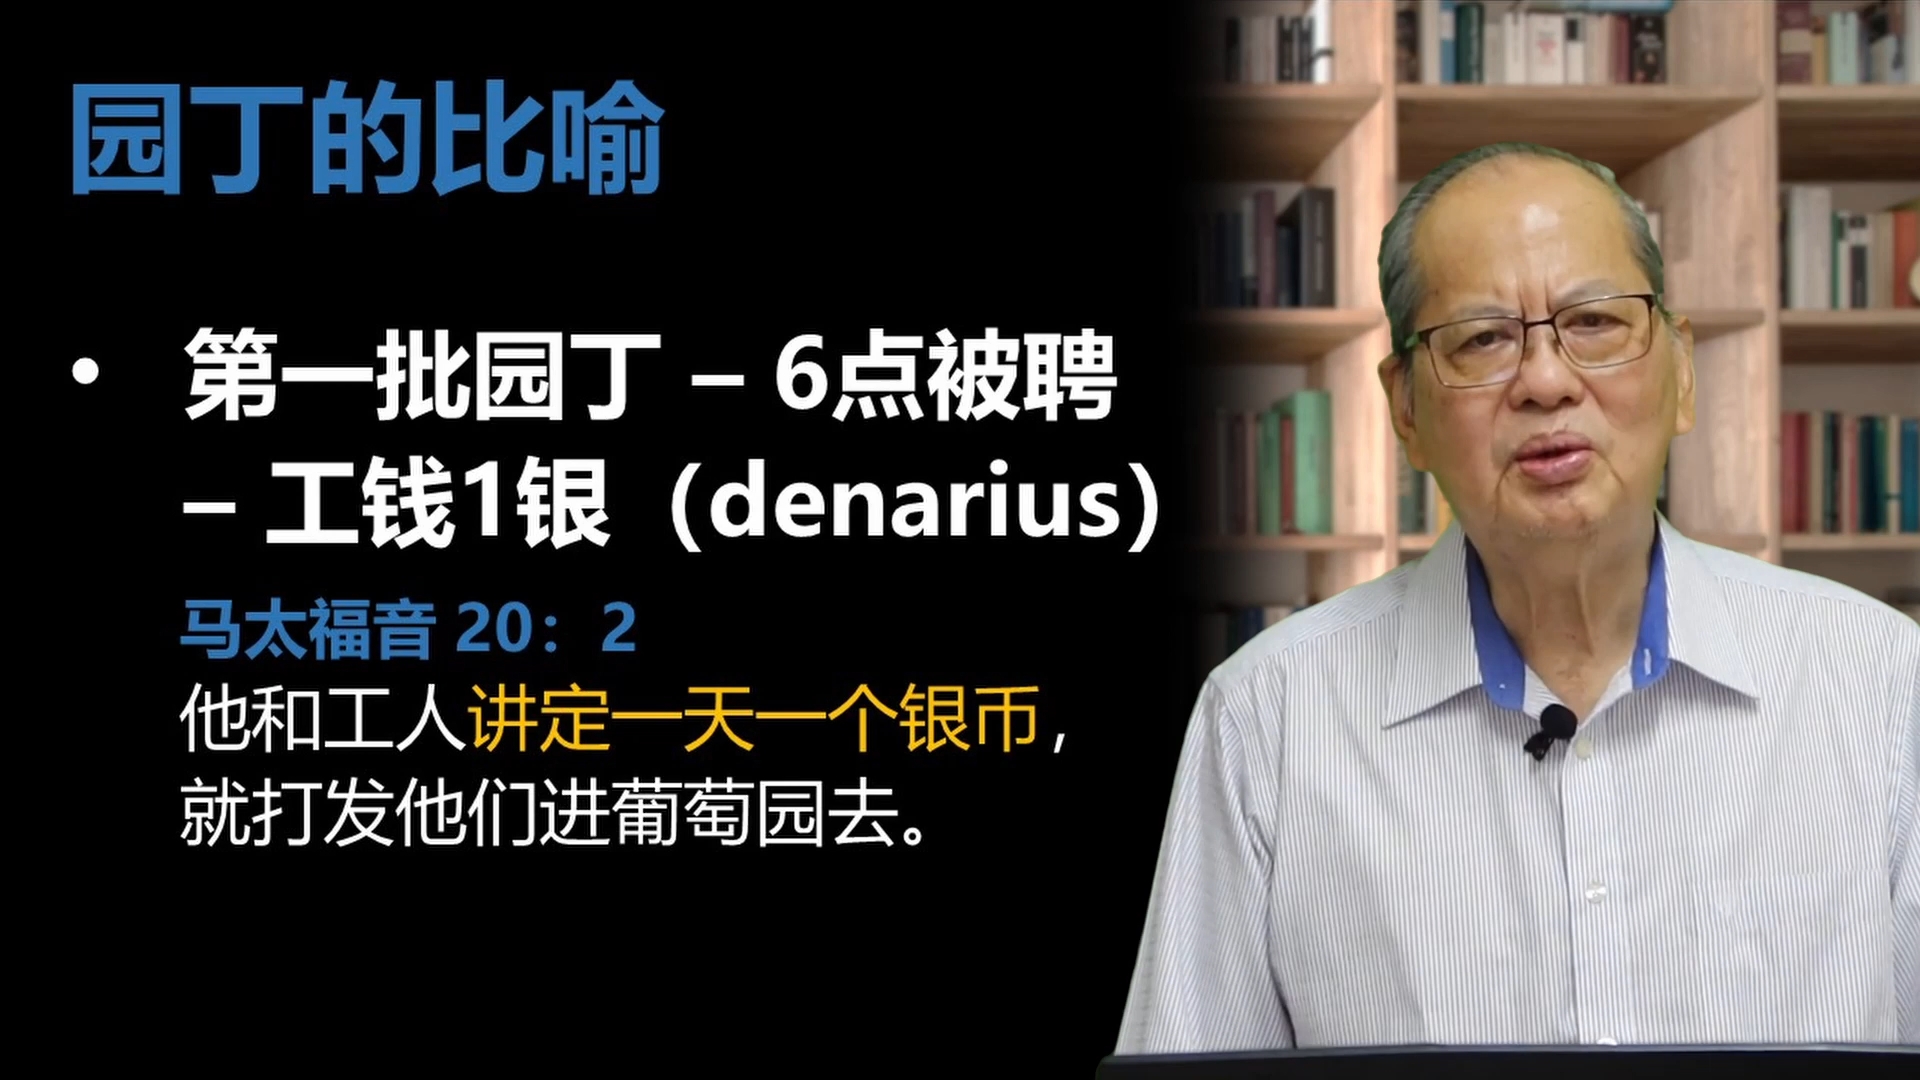 园丁的比喻
• 第一批园丁 – 6点被聘
– 工钱1银（denarius）
马太福音 20：2
他和工人讲定一天一个银币，
就打发他们进葡萄园去。